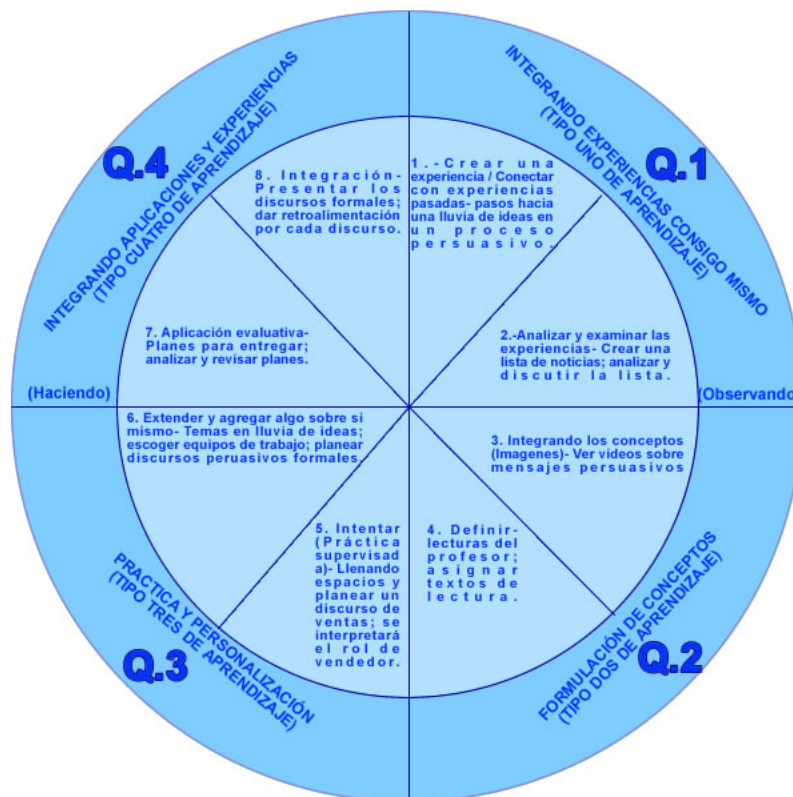 INTEGRANDO EXPERIENCIAS CONSIGO MISMO
(TIPO UNO DE APRENDIZAJE)
Q.1
1.-Crear una
experiencia / Conectar
con experiencias
pasadas- pasos hacia
una lluvia de ideas en
un proceso
persuasivo.
2.-Analizar y examinar las
experiencias- Crear una
lista de noticias; analizar y
discutir la lista.
(Observando)
3. Integrando los conceptos
(Imagenes)- Ver vídeos sobre
mensajes persuasivos
4. Definir-
lecturas del
profesor;
asignar
textos de
lectura.
FORMULACIÓN DE CONCEPTOS
(TIPO DOS DE APRENDIZAJE)
Q.2
5. Intentar
(Práctica
supervisad
a)- Llenando
espacios y
planear un
discurso de
ventas; se
interpretará
el rol de
vendedor.
6. Extender y agregar algo sobre si
mismo- Temas en lluvia de ideas;
escoger equipos de trabajo; planear
discursos peruasivos formales.
PRACTICA Y PERSONALIZACIÓN
(TIPO TRES DE APRENDIZAJE)
Q.3
(Haciendo)
7. Aplicación evaluativa-
Planes para entregar;
analizar y revisar planes.
8. Integración-
Presentar los
discursos formales;
dar retroalimentación
por cada discurso.
INTEGRANDO APLICACIONES Y EXPERIENCIAS
(TIPO CUATRO DE APRENDIZAJE)
Q.4